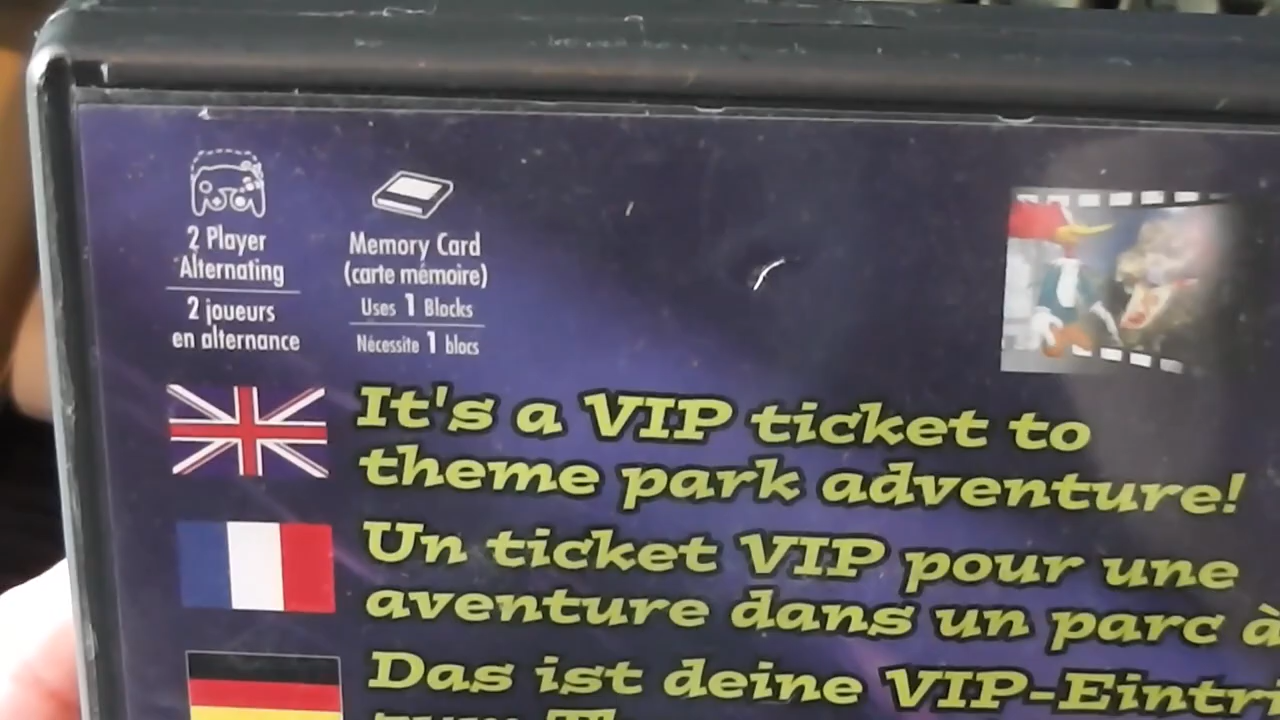 2 Player
Alternating
2 joueurs
en alternance
Memory Card
(carte mémoire)
Uses 1 Blocks
Nécessite 1 blocs
It's a VIP ticket to
theme park adventure!
Un ticket VIP pour une
aventure dans un parc à
Das ist deine